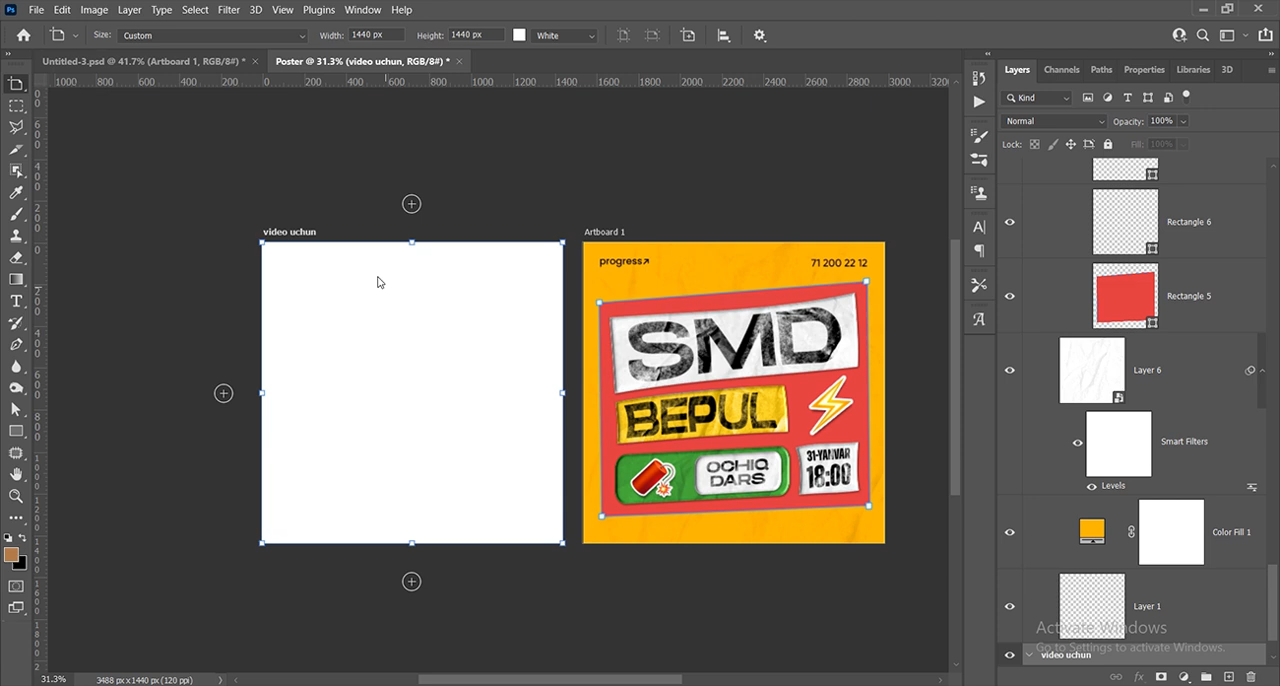 Ps File Edit Image Layer Type Select Filter 3D View Plugins Window Help
Size: Custom Width: 1440 px Height: 1440 px White
Untitled-3.psd @ 41.7% (Artboard 1, RGB/8#) * Poster @ 31.3% (video uchun, RGB/8#) *
1000 800 600 400 200 0 200 400 600 800 1000 1200 1400 1600 1800 2000 2200 2400 2600 2800 3000 320
Layers Channels Paths Properties Libraries 3D
Kind
Normal Opacity: 100%
Lock: Fill: 100%
video uchun
Artboard 1
progress↗ 71 200 22 12
SMD
BEPUL
OCHIQ
DARS
31-YANVAR
18:00
Rectangle 6
Rectangle 5
Layer 6
Smart Filters
Levels
Color Fill 1
Layer 1
video uchun
Activate Windows
Go to Settings to activate Windows.
31.3% 3488 px x 1440 px (120 ppi)